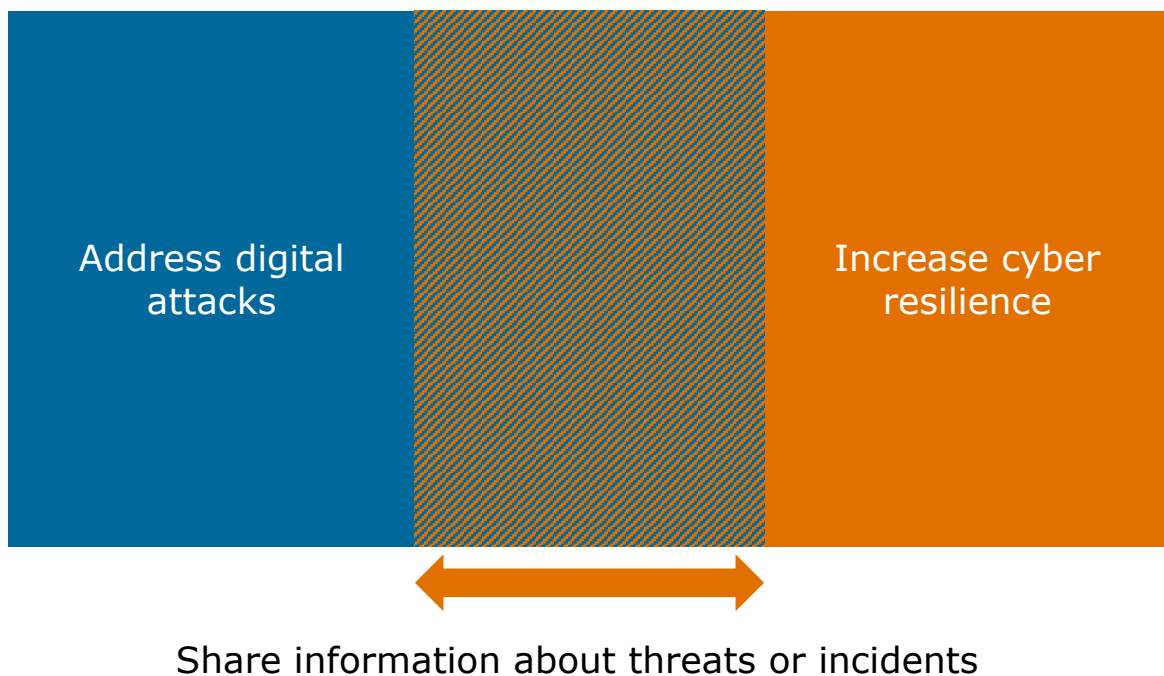 Address digital
attacks
Increase cyber
resilience
Share information about threats or incidents